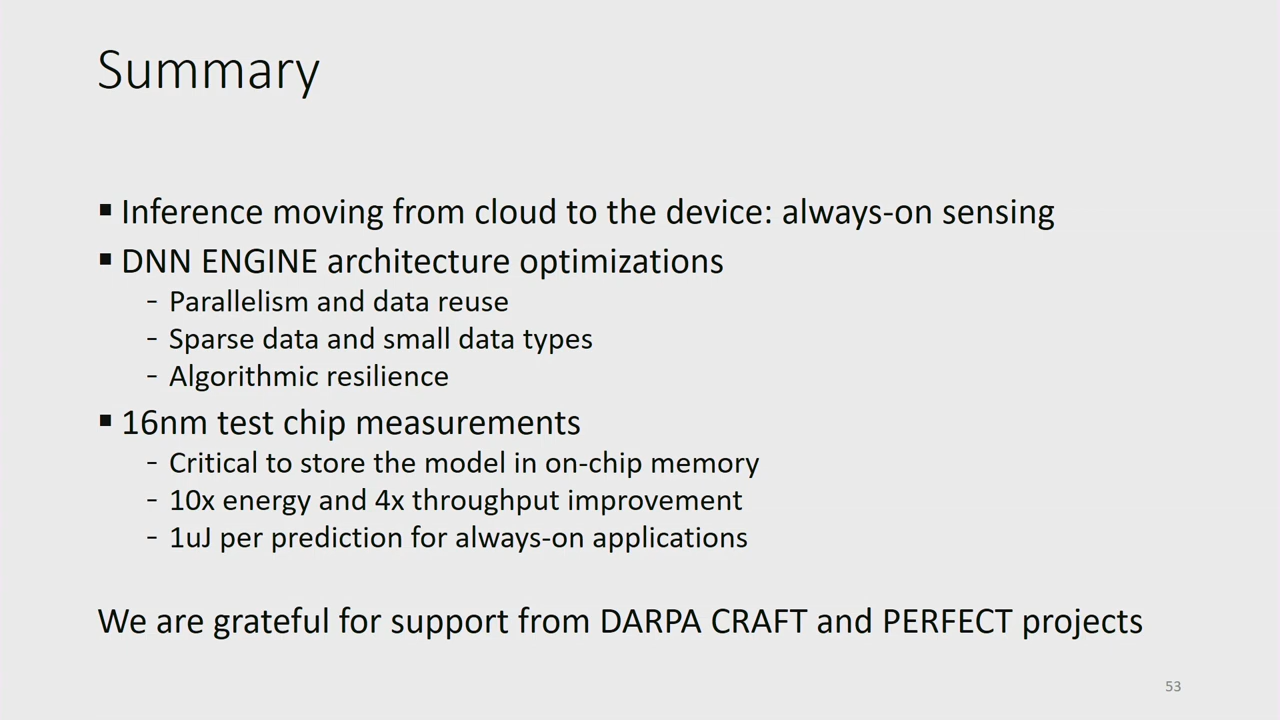 Summary
▪ Inference moving from cloud to the device: always-on sensing
▪ DNN ENGINE architecture optimizations
- Parallelism and data reuse
- Sparse data and small data types
- Algorithmic resilience
▪ 16nm test chip measurements
- Critical to store the model in on-chip memory
- 10x energy and 4x throughput improvement
- 1uJ per prediction for always-on applications
We are grateful for support from DARPA CRAFT and PERFECT projects
53